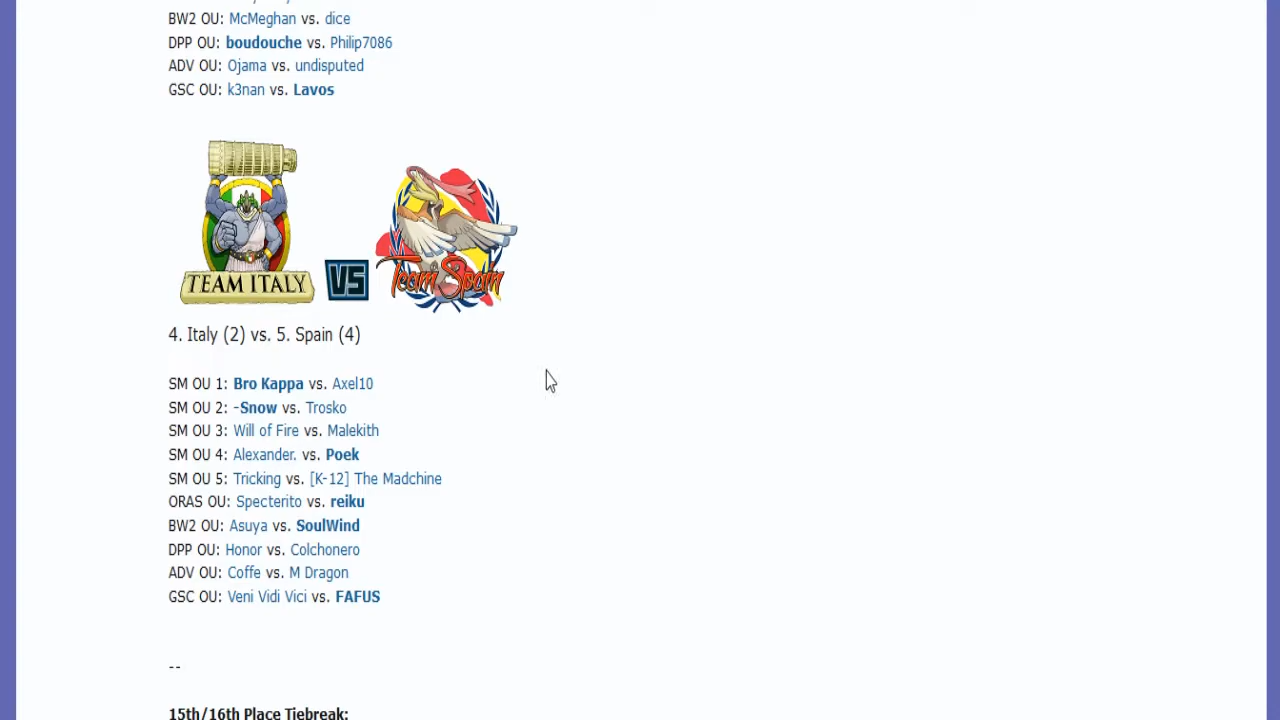 BW2 OU: McMeghan vs. dice
DPP OU: boudouche vs. Philip7086
ADV OU: Ojama vs. undisputed
GSC OU: k3nan vs. Lavos
TEAM ITALY
VS
Team Spain
4. Italy (2) vs. 5. Spain (4)
SM OU 1: Bro Kappa vs. Axel10
SM OU 2: -Snow vs. Trosko
SM OU 3: Will of Fire vs. Malekith
SM OU 4: Alexander. vs. Poek
SM OU 5: Tricking vs. [K-12] The Madchine
ORAS OU: Specterito vs. reiku
BW2 OU: Asuya vs. SoulWind
DPP OU: Honor vs. Colchonero
ADV OU: Coffe vs. M Dragon
GSC OU: Veni Vidi Vici vs. FAFUS
--
15th/16th Place Tiebreak: